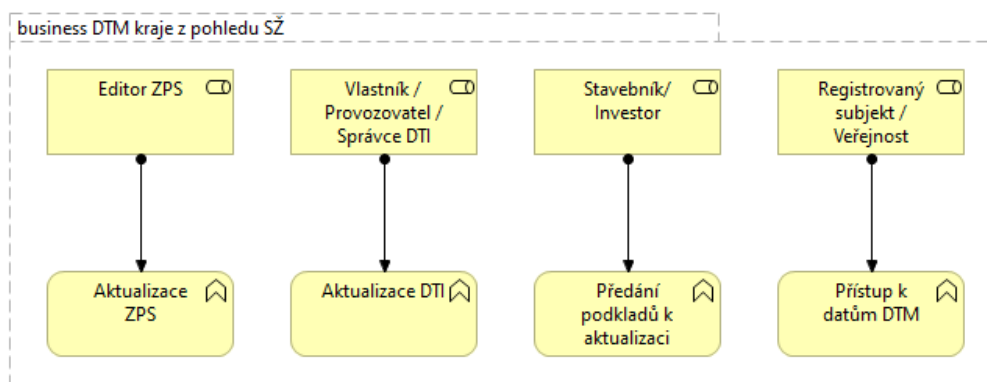 business DTM kraje z pohledu SŽ
Editor ZPS
Vlastník /
Provozovatel /
Správce DTI
Stavebník/
Investor
Registrovaný
subjekt /
Veřejnost
Aktualizace
ZPS
Aktualizace DTI
Předání
podkladů k
aktualizaci
Přístup k
datům DTM